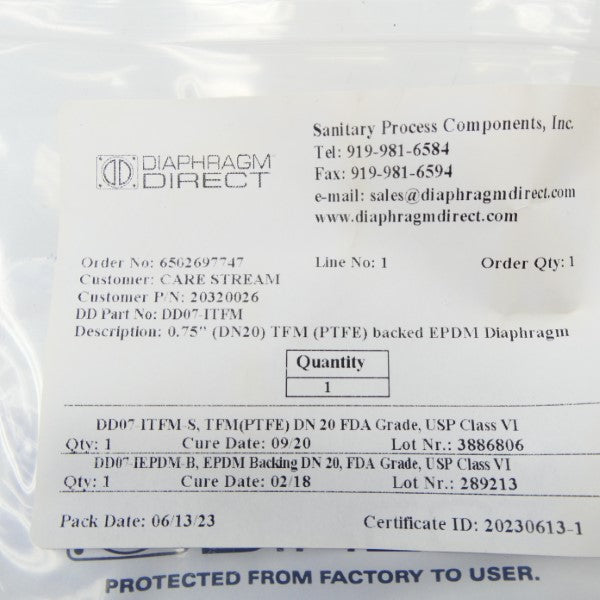 DIAPHRAGM
DIRECT
Sanitary Process Components, Inc.
Tel: 919-981-6584
Fax: 919-981-6594
e-mail: sales@diaphragmdirect.com
www.diaphragmdirect.com
Order No: 6502697747 Line No: 1 Order Qty: 1
Customer: CARE STREAM
Customer P/N: 20320026
DD Part No: DD07-ITFM
Description: 0.75" (DN20) TFM (PTFE) backed EPDM Diaphragm
Quantity
1
DD07-ITFM-S, TFM(PTFE) DN 20 FDA Grade, USP Class VI
Qty: 1 Cure Date: 09/20 Lot Nr.: 3886806
DD07-IEPDM-B, EPDM Backing DN 20, FDA Grade, USP Class VI
Qty: 1 Cure Date: 02/18 Lot Nr.: 289213
Pack Date: 06/13/23 Certificate ID: 20230613-1
PROTECTED FROM FACTORY TO USER.